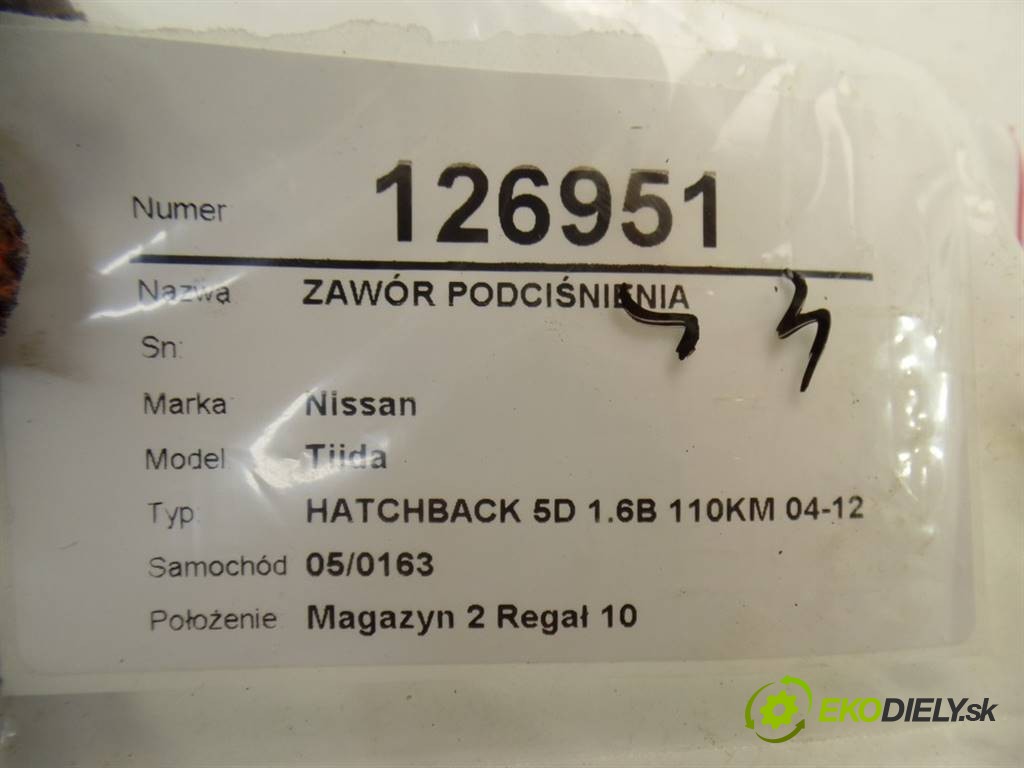 Numer 126951
Nazwa ZAWÓR PODCIŚNIENIA
Sn:
Marka Nissan
Model Tiida
Typ: HATCHBACK 5D 1.6B 110KM 04-12
Samochód 05/0163
Położenie: Magazyn 2 Regał 10
EKODIELY.sk